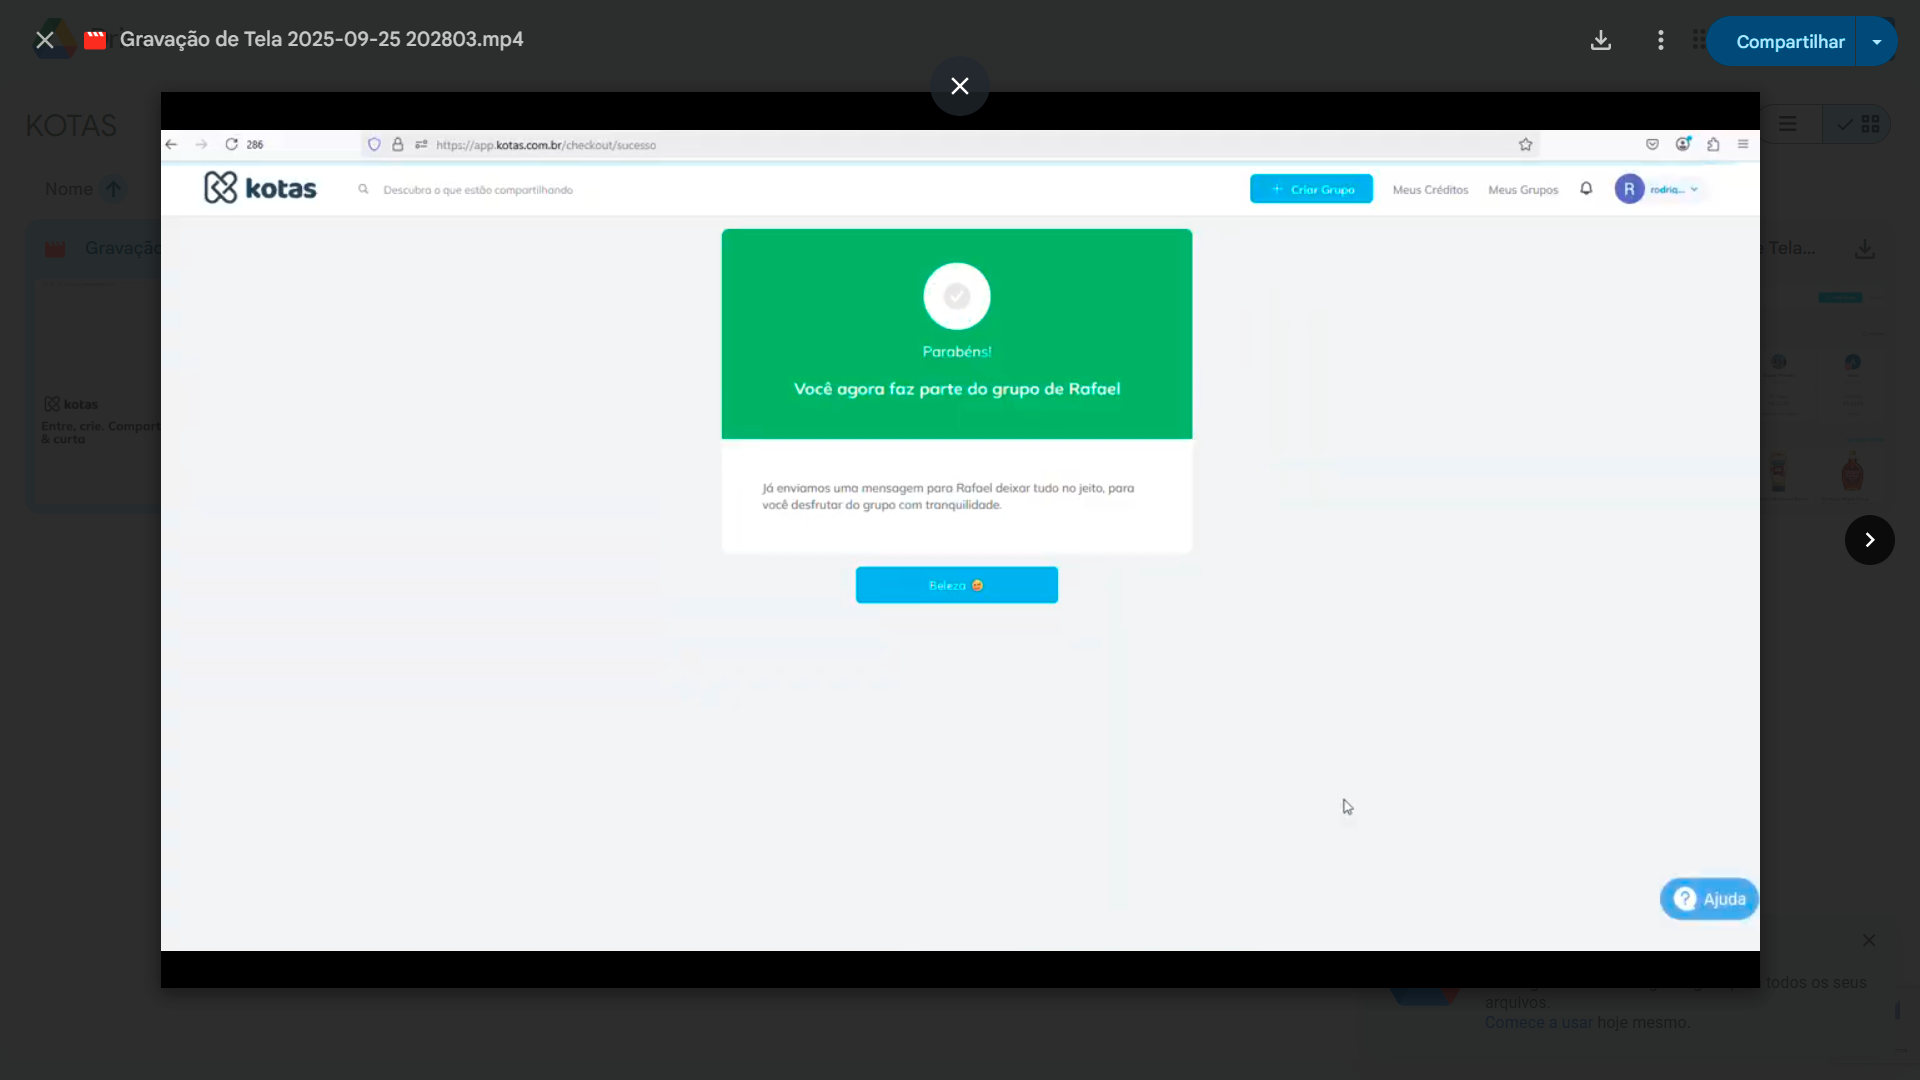 Gravação de Tela 2025-09-25 202803.mp4
Compartilhar
KOTAS
Nome
Gravação
Tela...
286
https://app.kotas.com.br/checkout/sucesso
kotas
Descubra o que estão compartilhando
+ Criar Grupo
Meus Créditos
Meus Grupos
R
rodrig...
Parabéns!
Você agora faz parte do grupo de Rafael
Já enviamos uma mensagem para Rafael deixar tudo no jeito, para
você desfrutar do grupo com tranquilidade.
Beleza
kotas
Entre, crie. Compart
& curta
Ajuda
todos os seus
arquivos.
Comece a usar hoje mesmo.